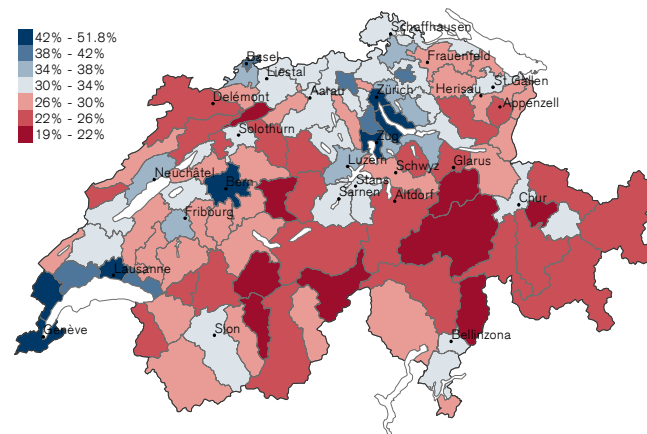 42% - 51.8%
38% - 42%
34% - 38%
30% - 34%
26% - 30%
22% - 26%
19% - 22%
Schaffhausen
Basel
Liestal
Frauenfeld
Delémont
Aarau
Zürich
St.Gallen
Herisau
Appenzell
Solothurn
Zug
Neuchâtel
Luzern
Schwyz
Glarus
Bern
Stans
Sarnen
Altdorf
Chur
Fribourg
Lausanne
Genève
Sion
Bellinzona